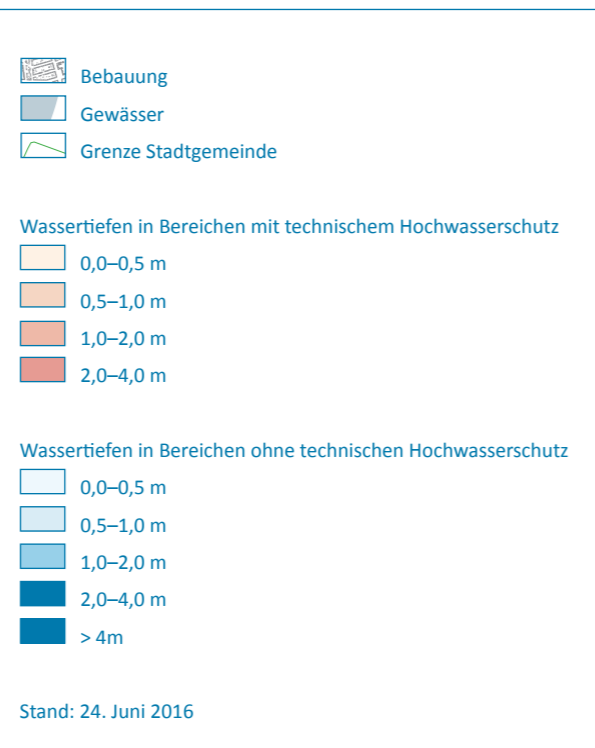 Bebauung
Gewässer
Grenze Stadtgemeinde
Wassertiefen in Bereichen mit technischem Hochwasserschutz
0,0–0,5 m
0,5–1,0 m
1,0–2,0 m
2,0–4,0 m
Wassertiefen in Bereichen ohne technischen Hochwasserschutz
0,0–0,5 m
0,5–1,0 m
1,0–2,0 m
2,0–4,0 m
> 4m
Stand: 24. Juni 2016